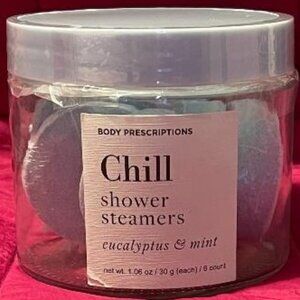 BODY PRESCRIPTIONS
Chill
shower
steamers
eucalyptus & mint
net wt. 1.06 oz / 30 g (each) / 6 count